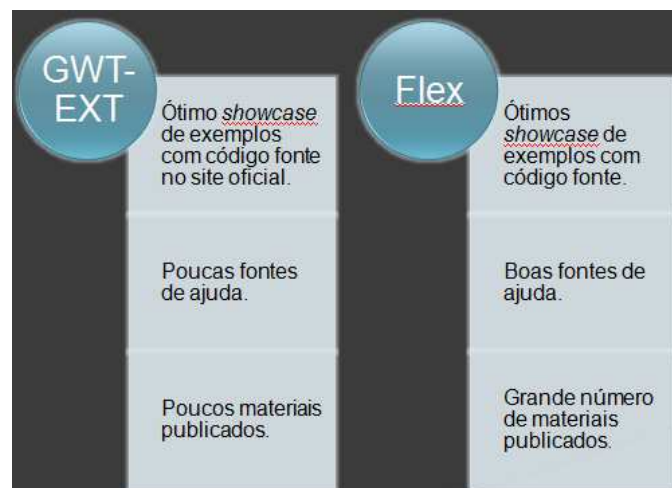 GWT-
EXT
Ótimo showcase
de exemplos
com código fonte
no site oficial.
Poucas fontes
de ajuda.
Poucos materiais
publicados.
Flex
Ótimos
showcase de
exemplos com
código fonte.
Boas fontes de
ajuda.
Grande número
de materiais
publicados.